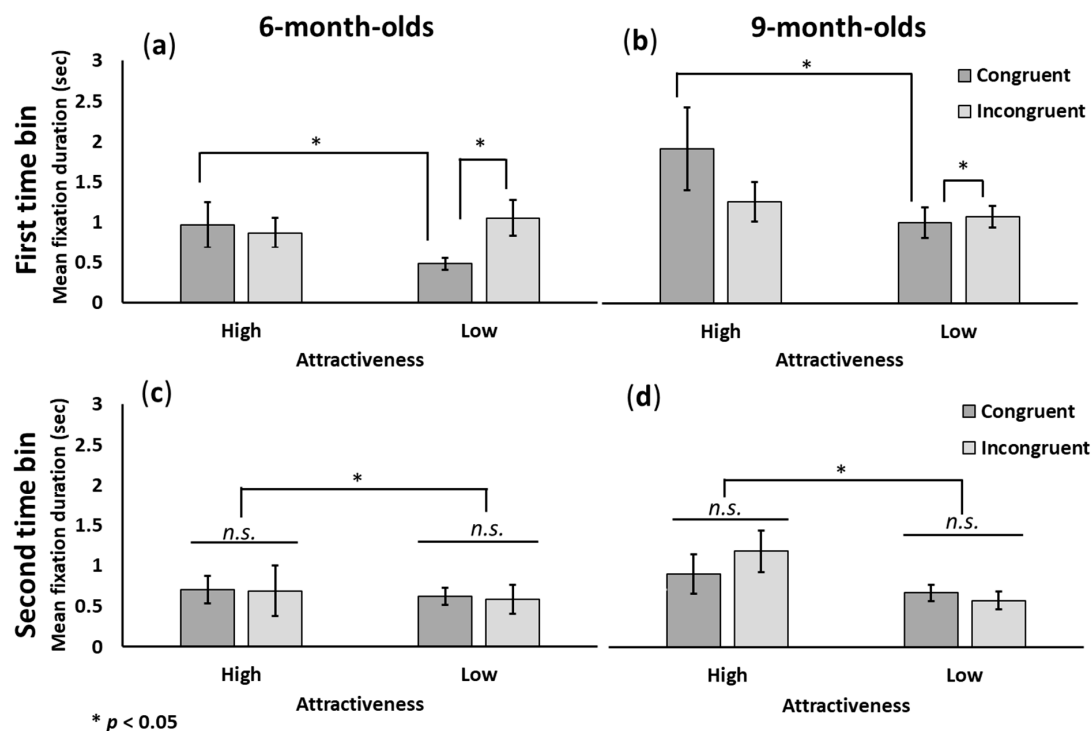 6-month-olds
9-month-olds
First time bin
Mean fixation duration (sec)
(a)
3
2.5
2
1.5
1
0.5
0
*
*
High
Low
Attractiveness
(b)
Congruent
Incongruent
*
*
High
Low
Attractiveness
Second time bin
Mean fixation duration (sec)
(c)
3
2.5
2
1.5
1
0.5
0
*
n.s.
n.s.
High
Low
Attractiveness
(d)
Congruent
Incongruent
*
n.s.
n.s.
High
Low
Attractiveness
* p < 0.05